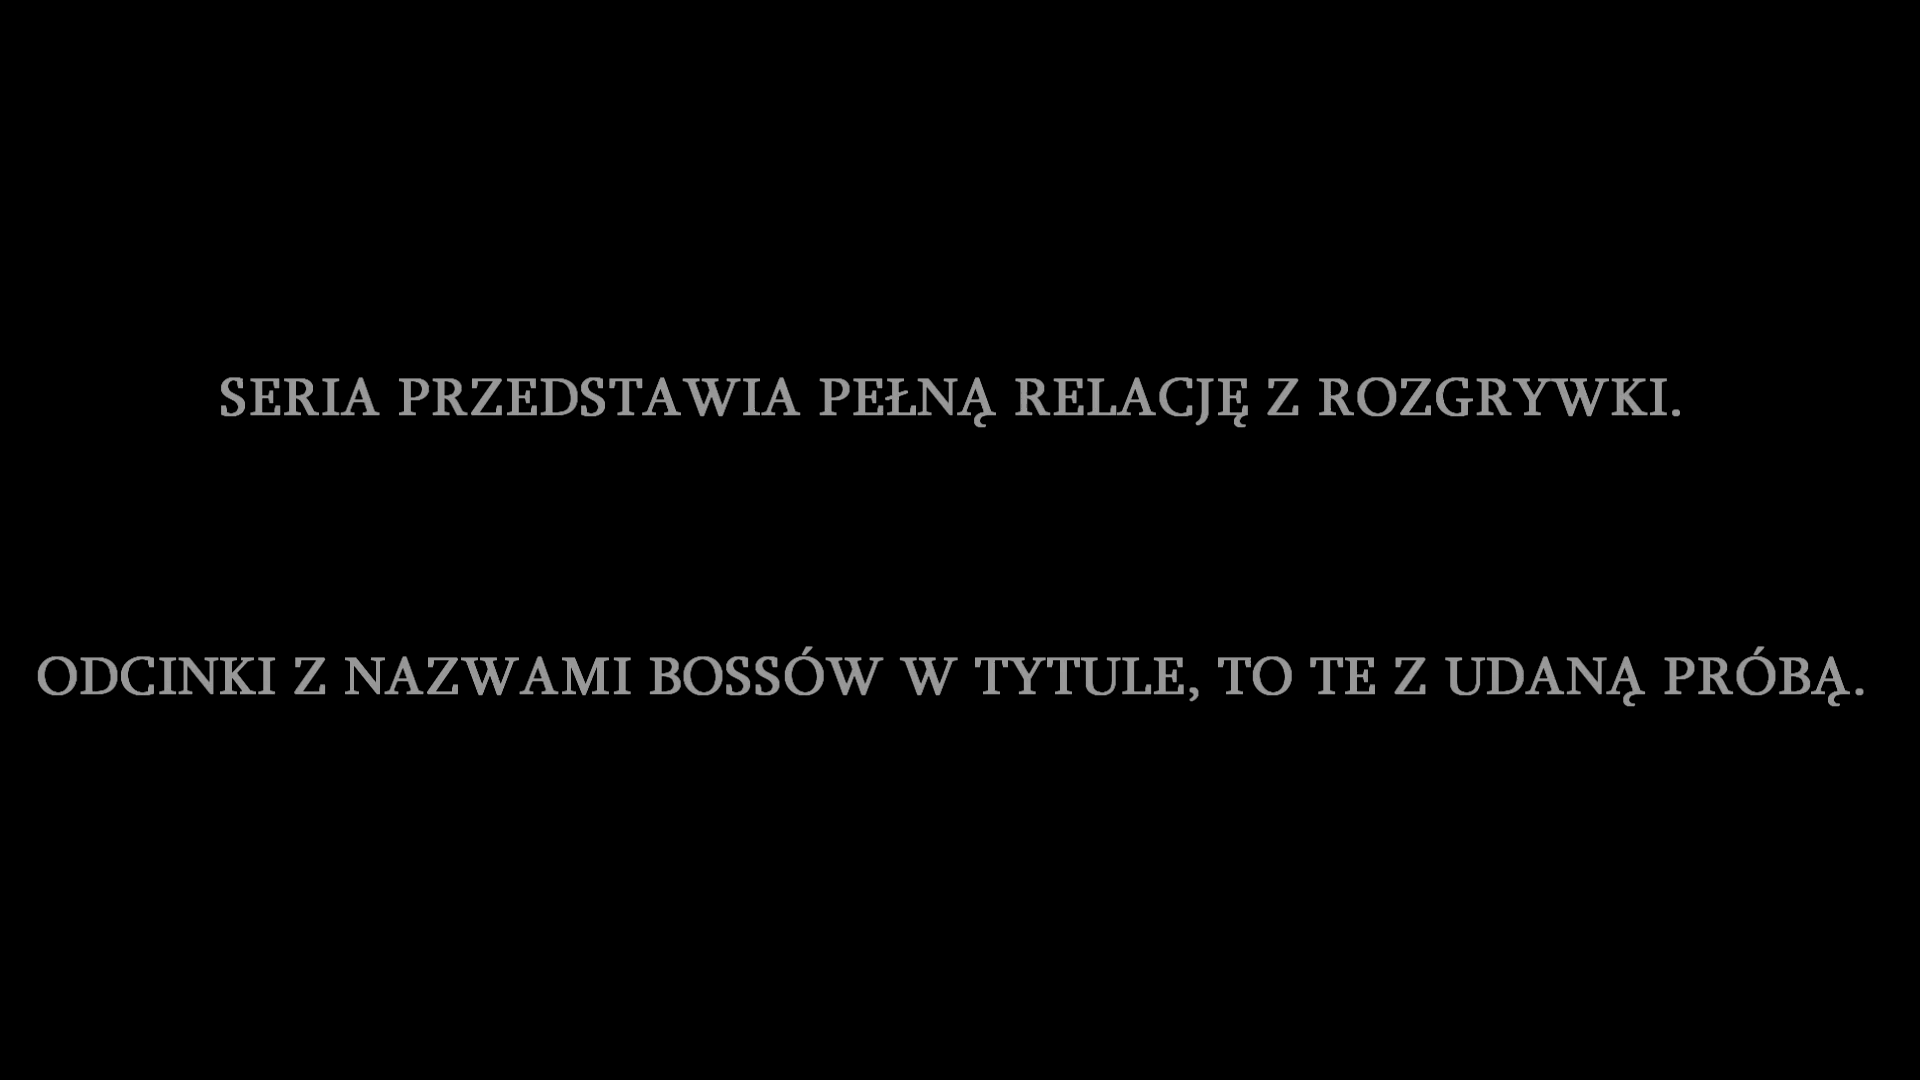 SERIA PRZEDSTAWIA PEŁNĄ RELACJĘ Z ROZGRYWKI.
ODCINKI Z NAZWAMI BOSSÓW W TYTULE, TO TE Z UDANĄ PRÓBĄ.